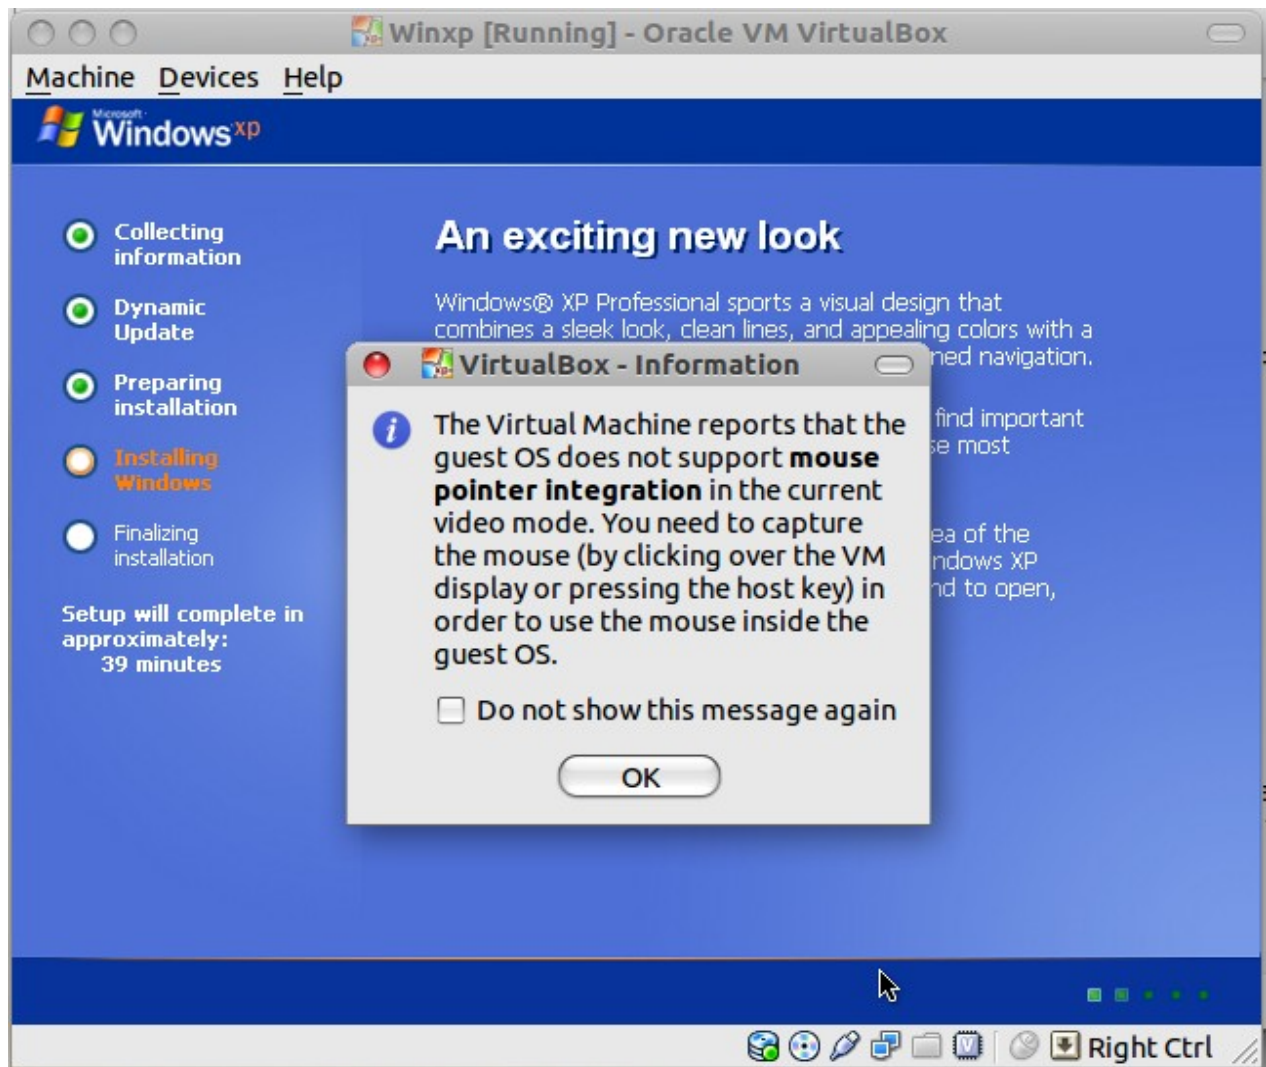 Winxp [Running] - Oracle VM VirtualBox
Machine Devices Help
Microsoft
Windows xp
Collecting
information
Dynamic
Update
Preparing
installation
Installing
Windows
Finalizing
installation
Setup will complete in
approximately:
39 minutes
An exciting new look
Windows® XP Professional sports a visual design that
combines a sleek look, clean lines, and appealing colors with a
ned navigation.
find important
se most
ea of the
ndows XP
nd to open,
VirtualBox - Information
The Virtual Machine reports that the
guest OS does not support mouse
pointer integration in the current
video mode. You need to capture
the mouse (by clicking over the VM
display or pressing the host key) in
order to use the mouse inside the
guest OS.
Do not show this message again
OK
Right Ctrl